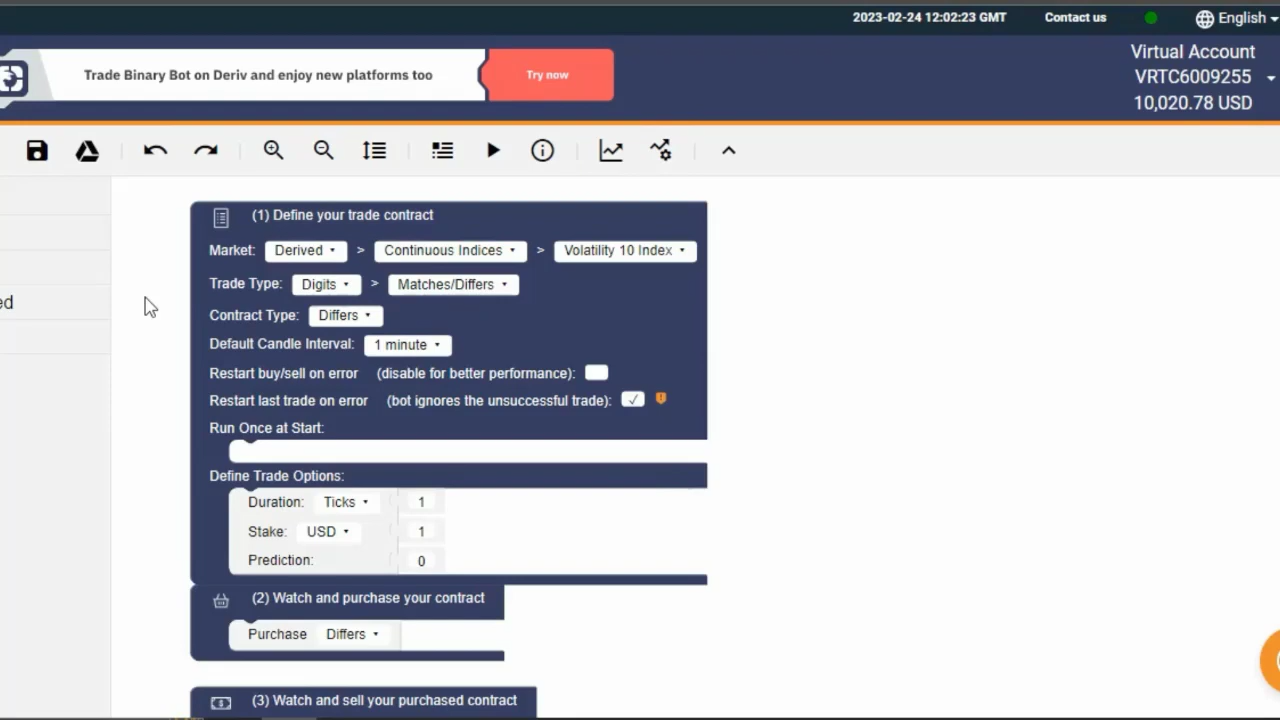 2023-02-24 12:02:23 GMT Contact us English
Trade Binary Bot on Deriv and enjoy new platforms too Try now
Virtual Account
VRTC6009255
10,020.78 USD
(1) Define your trade contract
Market: Derived > Continuous Indices > Volatility 10 Index
Trade Type: Digits > Matches/Differs
Contract Type: Differs
ed
Default Candle Interval: 1 minute
Restart buy/sell on error (disable for better performance):
Restart last trade on error (bot ignores the unsuccessful trade): ✓
Run Once at Start:
Define Trade Options:
Duration: Ticks 1
Stake: USD 1
Prediction: 0
(2) Watch and purchase your contract
Purchase Differs
(3) Watch and sell your purchased contract